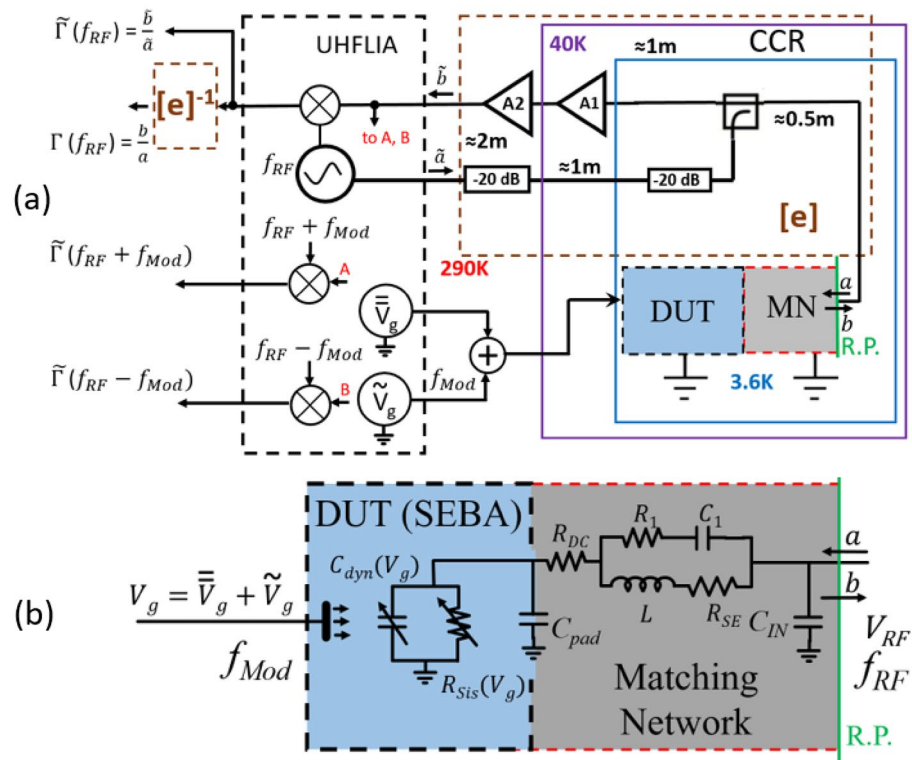 (a)
Γ̃ (f_RF) = b̃/ã
[e]⁻¹
Γ (f_RF) = b/a
Γ̃ (f_RF + f_Mod)
Γ̃ (f_RF − f_Mod)
UHFLIA
to A, B
f_RF
f_RF + f_Mod
A
f_RF − f_Mod
B
V̿_g
Ṽ_g
f_Mod
b̃
ã
290K
40K
CCR
≈1m
A2
A1
≈0.5m
≈2m
-20 dB
≈1m
-20 dB
[e]
DUT
MN
a
b
R.P.
3.6K
(b)
V_g = V̿_g + Ṽ_g
f_Mod
DUT (SEBA)
C_dyn(V_g)
R_Sis(V_g)
C_pad
R_DC
R_1
C_1
L
R_SE
C_IN
Matching
Network
a
b
V_RF
f_RF
R.P.